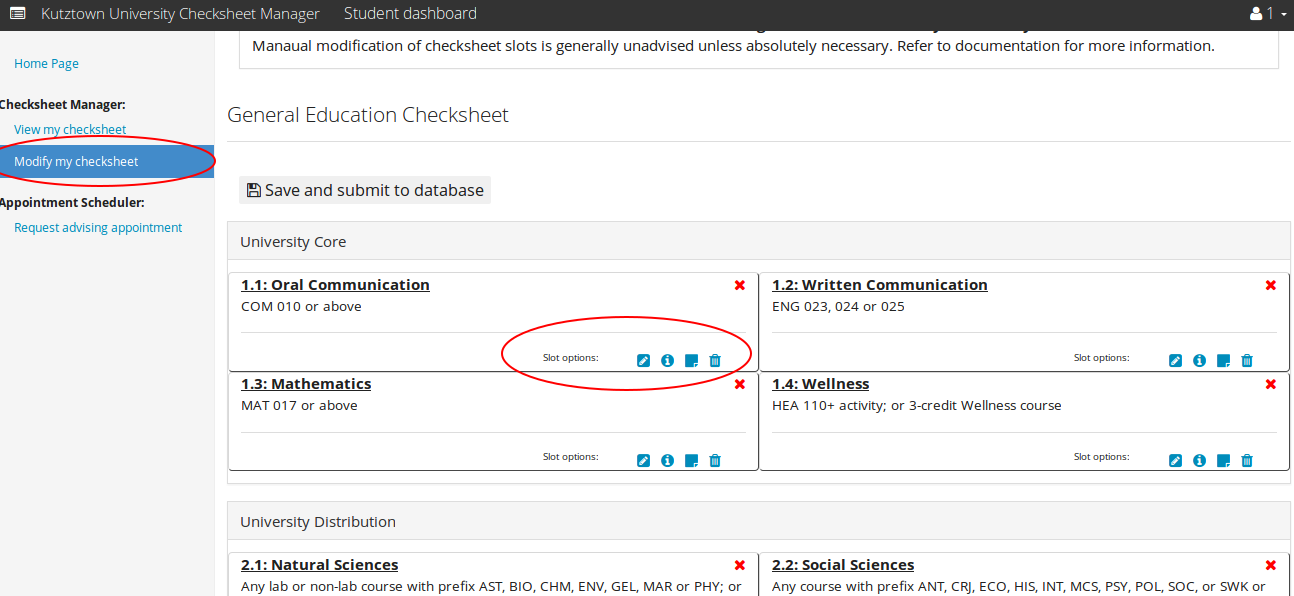 Kutztown University Checksheet Manager Student dashboard 1
Manaual modification of checksheet slots is generally unadvised unless absolutely necessary. Refer to documentation for more information.
Home Page
Checksheet Manager:
View my checksheet
Modify my checksheet
Appointment Scheduler:
Request advising appointment
General Education Checksheet
Save and submit to database
University Core
1.1: Oral Communication
COM 010 or above
Slot options:
1.2: Written Communication
ENG 023, 024 or 025
Slot options:
1.3: Mathematics
MAT 017 or above
Slot options:
1.4: Wellness
HEA 110+ activity; or 3-credit Wellness course
Slot options:
University Distribution
2.1: Natural Sciences
Any lab or non-lab course with prefix AST, BIO, CHM, ENV, GEL, MAR or PHY; or
2.2: Social Sciences
Any course with prefix ANT, CRJ, ECO, HIS, INT, MCS, PSY, POL, SOC, or SWK or